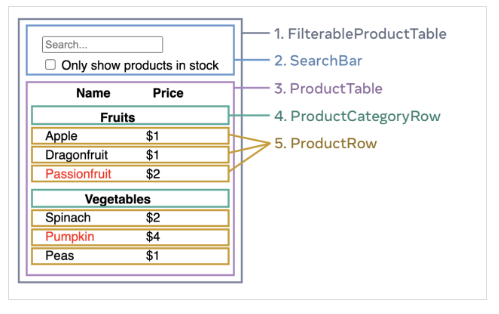 Search...
Only show products in stock
Name Price
Fruits
Apple $1
Dragonfruit $1
Passionfruit $2
Vegetables
Spinach $2
Pumpkin $4
Peas $1
1. FilterableProductTable
2. SearchBar
3. ProductTable
4. ProductCategoryRow
5. ProductRow